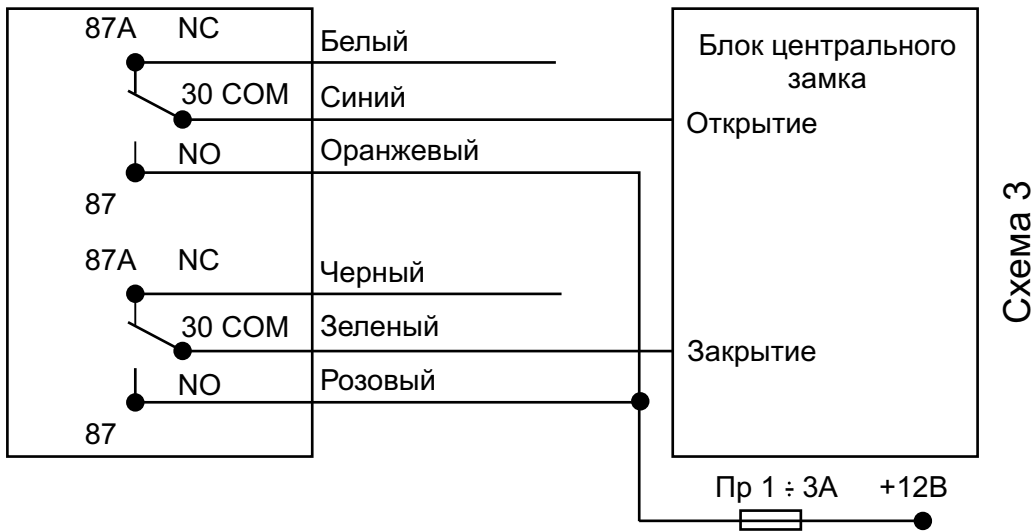 87A NC
Белый
30 COM
Синий
NO
Оранжевый
87
87A NC
Черный
30 COM
Зеленый
NO
Розовый
87
Блок центрального
замка
Открытие
Закрытие
Пр 1 ÷ 3А +12В
Схема 3